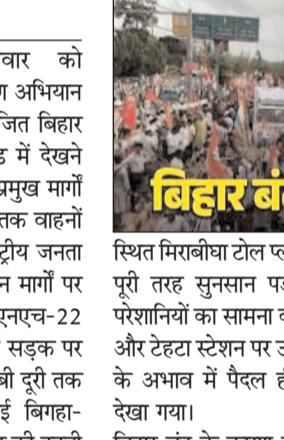 वार को
अभियान
जित बिहार
में देखने
प्रमुख मार्गों
तक वाहनों
ट्रीय जनता
न मार्गों पर
एनएच-22
सड़क पर
बी दूरी तक
ई बिगहा-
बिहार बं
स्थित मिराबीघा टोल
पूरी तरह सुनसान
परेशानियों का सामना
और टेहटा स्टेशन पर
के अभाव में पैदल
देखा गया।